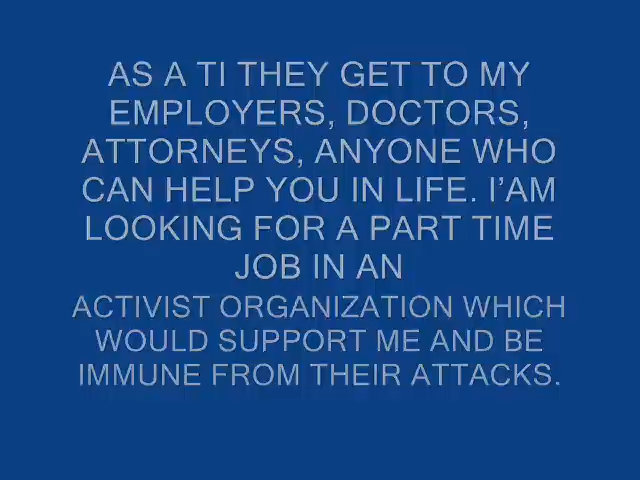 AS A TI THEY GET TO MY
EMPLOYERS, DOCTORS,
ATTORNEYS, ANYONE WHO
CAN HELP YOU IN LIFE. I'AM
LOOKING FOR A PART TIME
JOB IN AN
ACTIVIST ORGANIZATION WHICH
WOULD SUPPORT ME AND BE
IMMUNE FROM THEIR ATTACKS.